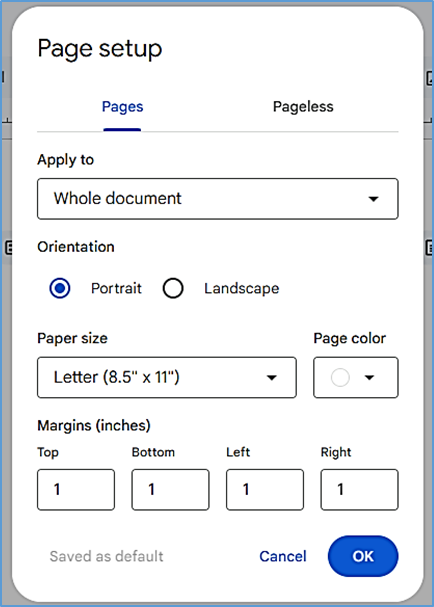 Page setup
Pages Pageless
Apply to
Whole document
Orientation
Portrait Landscape
Paper size Page color
Letter (8.5" x 11")
Margins (inches)
Top Bottom Left Right
1 1 1 1
Saved as default Cancel OK